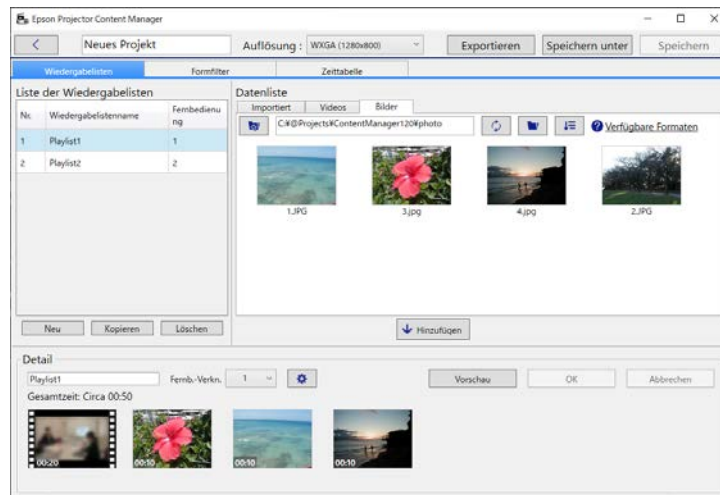 Epson Projector Content Manager
Neues Projekt
Auflösung :
WXGA (1280x800)
Exportieren
Speichern unter
Speichern
Wiedergabelisten
Formfilter
Zeittabelle
Liste der Wiedergabelisten
Nr.
Wiedergabelistenname
Fernbedienu
ng
1
Playlist1
1
2
Playlist2
2
Neu
Kopieren
Löschen
Datenliste
Importiert
Videos
Bilder
C:¥@Projects¥ContentManager120¥photo
Verfügbare Formaten
1.JPG
3.jpg
4.jpg
2.JPG
Hinzufügen
Detail
Playlist1
Fernb.-Verkn.
1
Vorschau
OK
Abbrechen
Gesamtzeit: Circa 00:50
00:20
00:10
00:10
00:10